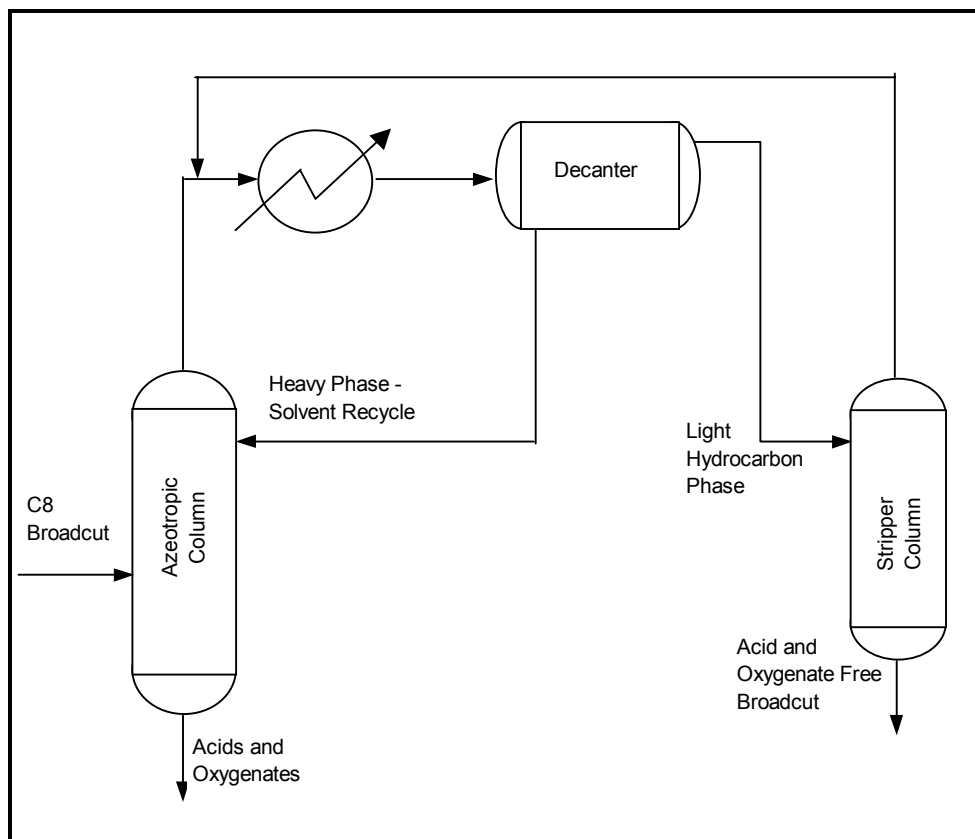 Decanter
Heavy Phase -
Solvent Recycle
Light
Hydrocarbon
Phase
C8
Broadcut
Azeotropic
Column
Stripper
Column
Acid and
Oxygenate Free
Broadcut
Acids and
Oxygenates